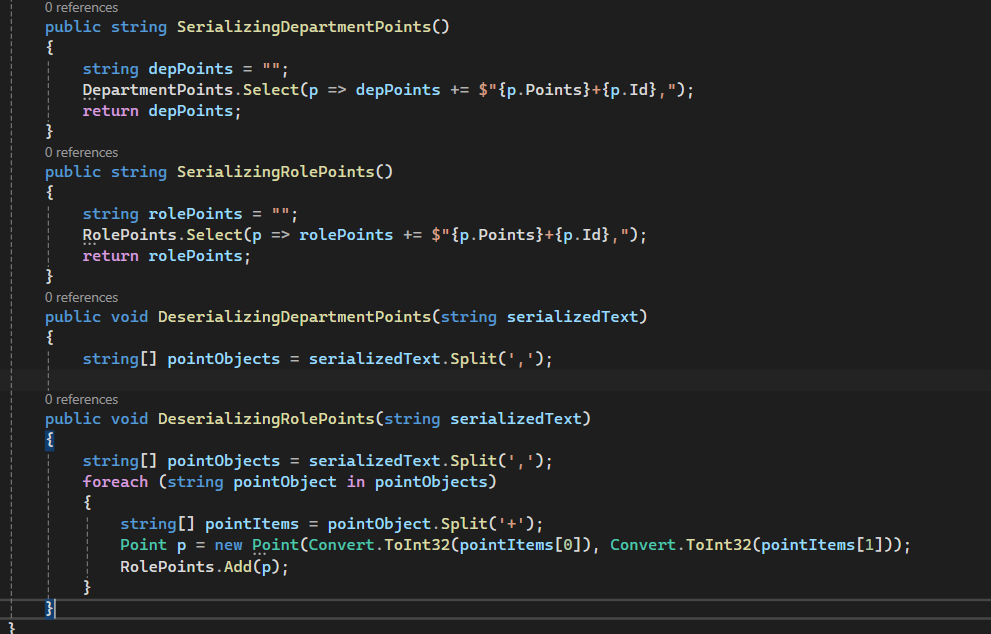 0 references
public string SerializingDepartmentPoints()
{
string depPoints = "";
DepartmentPoints.Select(p => depPoints += $"{p.Points}+{p.Id},");
return depPoints;
}
0 references
public string SerializingRolePoints()
{
string rolePoints = "";
RolePoints.Select(p => rolePoints += $"{p.Points}+{p.Id},");
return rolePoints;
}
0 references
public void DeserializingDepartmentPoints(string serializedText)
{
string[] pointObjects = serializedText.Split(',');
0 references
public void DeserializingRolePoints(string serializedText)
{
string[] pointObjects = serializedText.Split(',');
foreach (string pointObject in pointObjects)
{
string[] pointItems = pointObject.Split('+');
Point p = new Point(Convert.ToInt32(pointItems[0]), Convert.ToInt32(pointItems[1]));
RolePoints.Add(p);
}
}
}